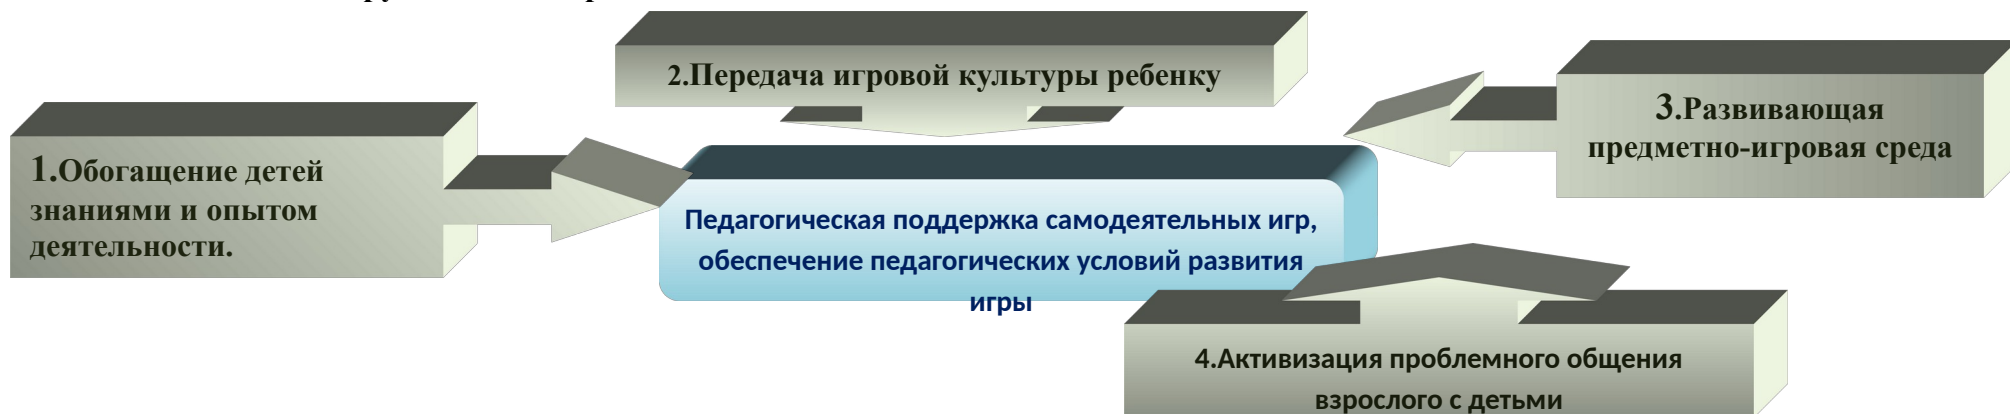 2.Передача игровой культуры ребенку
3.Развивающая
предметно-игровая среда
1.Обогащение детей
знаниями и опытом
деятельности.
Педагогическая поддержка самодеятельных игр,
обеспечение педагогических условий развития
игры
4.Активизация проблемного общения
взрослого с детьми